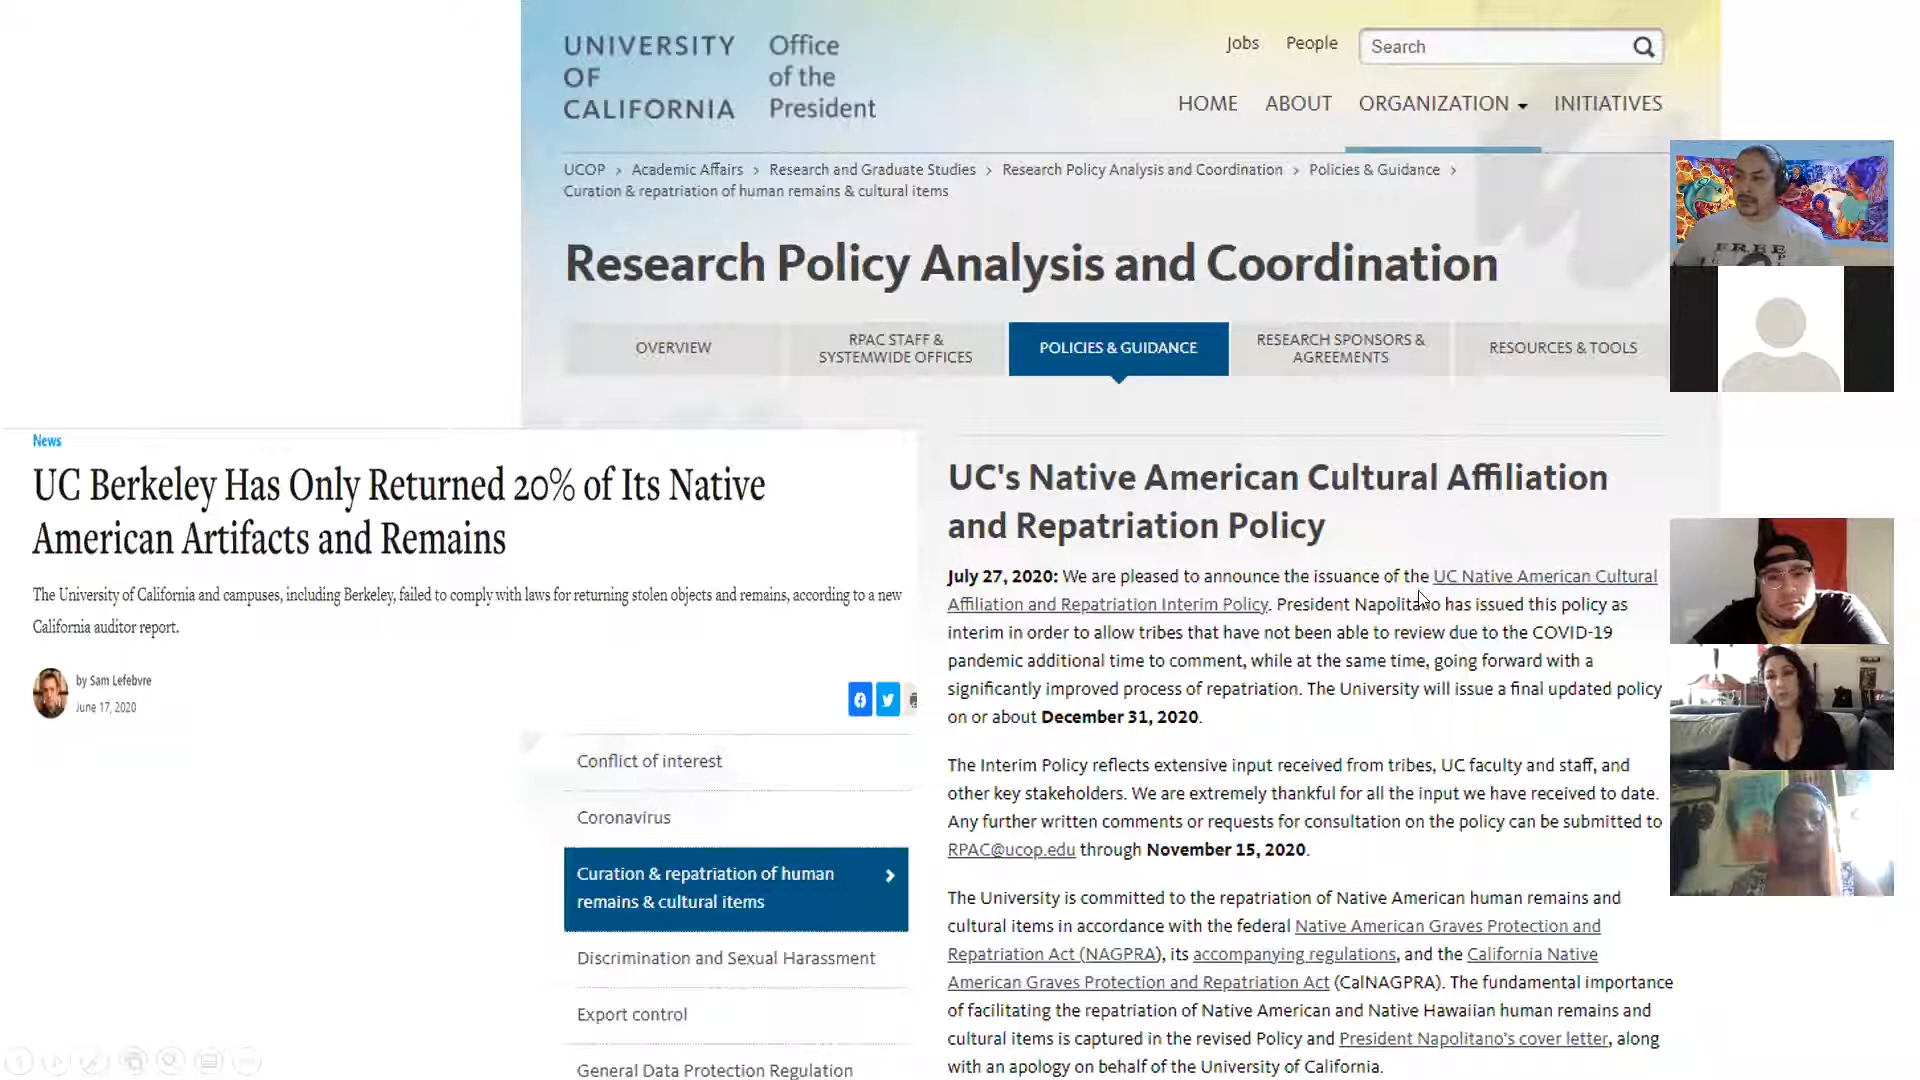 UNIVERSITY
OF
CALIFORNIA
Office
of the
President
Jobs
People
Search
HOME
ABOUT
ORGANIZATION
INITIATIVES
UCOP > Academic Affairs > Research and Graduate Studies > Research Policy Analysis and Coordination > Policies & Guidance >
Curation & repatriation of human remains & cultural items
Research Policy Analysis and Coordination
OVERVIEW
RPAC STAFF &
SYSTEMWIDE OFFICES
POLICIES & GUIDANCE
RESEARCH SPONSORS &
AGREEMENTS
RESOURCES & TOOLS
News
UC Berkeley Has Only Returned 20% of Its Native
American Artifacts and Remains
The University of California and campuses, including Berkeley, failed to comply with laws for returning stolen objects and remains, according to a new
California auditor report.
by Sam Lefebvre
June 17, 2020
Conflict of interest
Coronavirus
Curation & repatriation of human
remains & cultural items
Discrimination and Sexual Harassment
Export control
General Data Protection Regulation
UC's Native American Cultural Affiliation
and Repatriation Policy
July 27, 2020: We are pleased to announce the issuance of the UC Native American Cultural
Affiliation and Repatriation Interim Policy. President Napolitano has issued this policy as
interim in order to allow tribes that have not been able to review due to the COVID-19
pandemic additional time to comment, while at the same time, going forward with a
significantly improved process of repatriation. The University will issue a final updated policy
on or about December 31, 2020.
The Interim Policy reflects extensive input received from tribes, UC faculty and staff, and
other key stakeholders. We are extremely thankful for all the input we have received to date.
Any further written comments or requests for consultation on the policy can be submitted to
RPAC@ucop.edu through November 15, 2020.
The University is committed to the repatriation of Native American human remains and
cultural items in accordance with the federal Native American Graves Protection and
Repatriation Act (NAGPRA), its accompanying regulations, and the California Native
American Graves Protection and Repatriation Act (CalNAGPRA). The fundamental importance
of facilitating the repatriation of Native American and Native Hawaiian human remains and
cultural items is captured in the revised Policy and President Napolitano's cover letter, along
with an apology on behalf of the University of California.
FREE